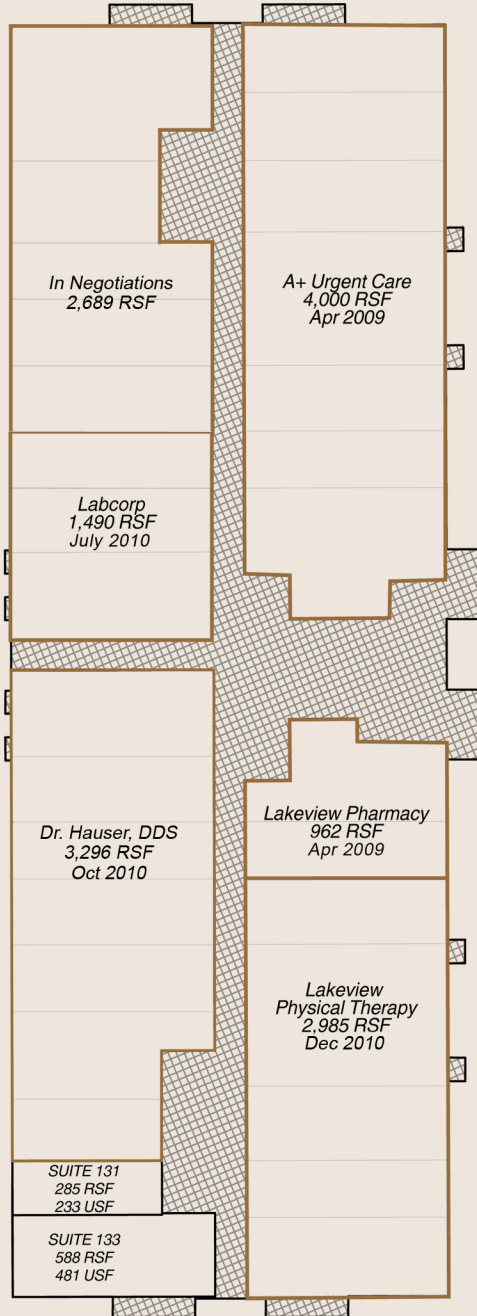 In Negotiations
2,689 RSF
A+ Urgent Care
4,000 RSF
Apr 2009
Labcorp
1,490 RSF
July 2010
Dr. Hauser, DDS
3,296 RSF
Oct 2010
Lakeview Pharmacy
962 RSF
Apr 2009
Lakeview
Physical Therapy
2,985 RSF
Dec 2010
SUITE 131
285 RSF
233 USF
SUITE 133
588 RSF
481 USF